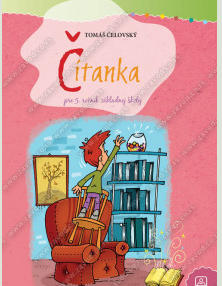 TOMÁŠ ČELOVSKÝ
Čítanka
pre 5. ročník základnej školy